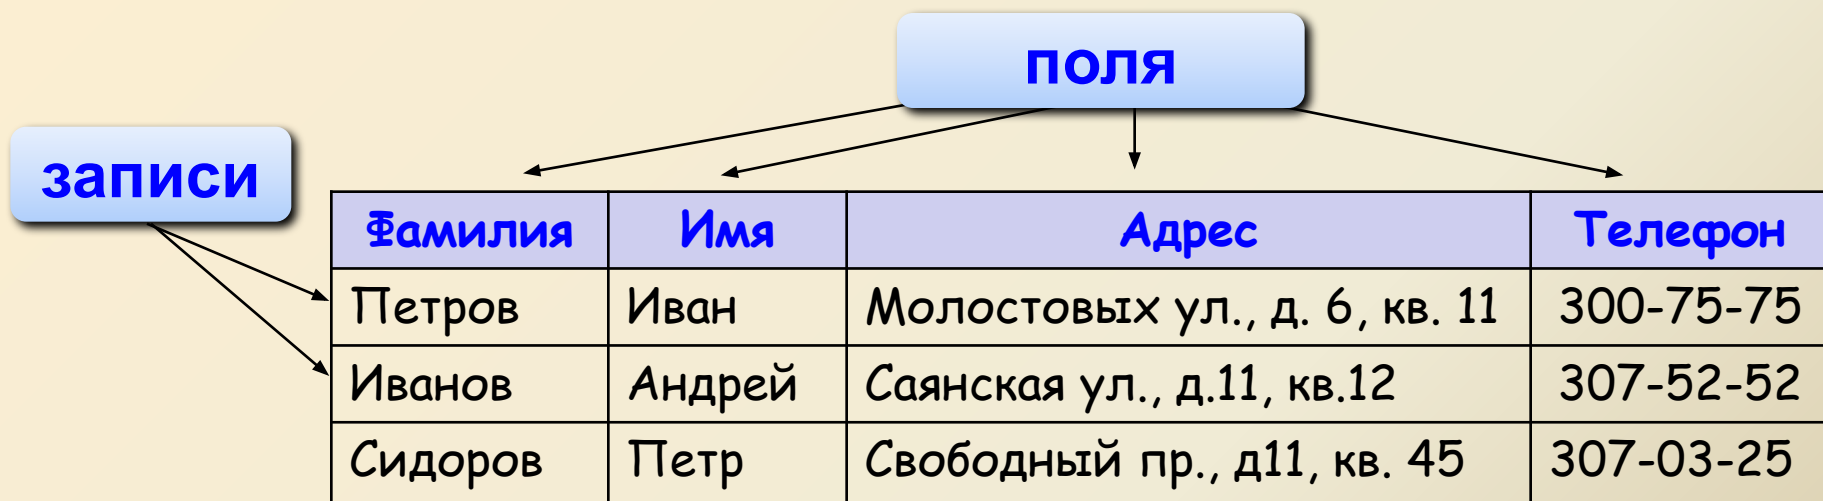 поля
записи
Фамилия Имя Адрес Телефон
Петров Иван Молостовых ул., д. 6, кв. 11 300-75-75
Иванов Андрей Саянская ул., д.11, кв.12 307-52-52
Сидоров Петр Свободный пр., д11, кв. 45 307-03-25